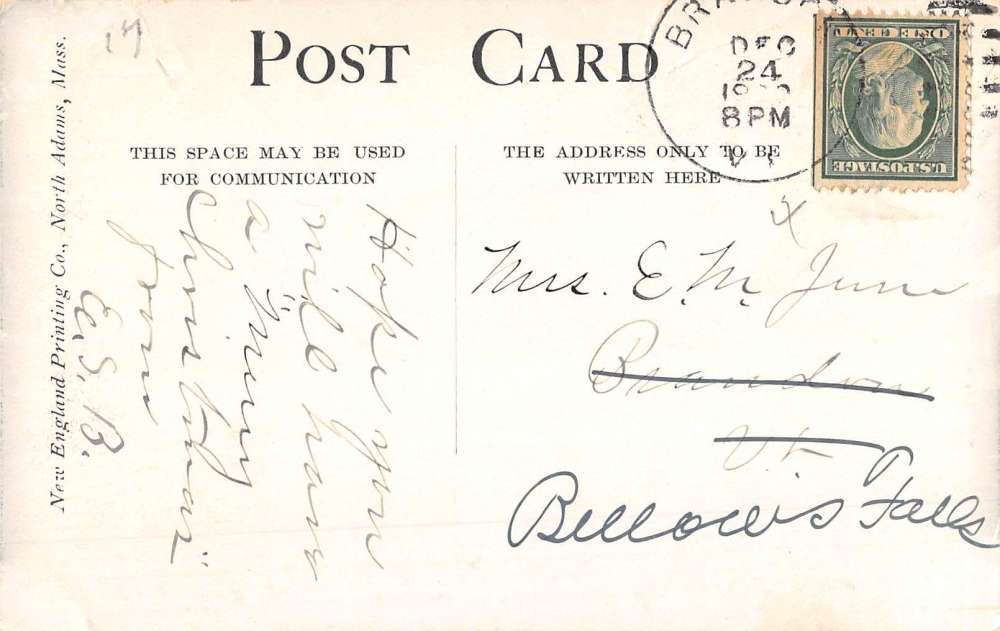 POST CARD
THIS SPACE MAY BE USED
FOR COMMUNICATION
THE ADDRESS ONLY TO BE
WRITTEN HERE
New England Printing Co., North Adams, Mass.
Hope you
will have
a "Merry
Christmas"
from
E. S. B.
DEC
24
8 PM
VT
U.S. POSTAGE
ONE CENT
Mrs. E. M. June
Brandon
Vt
Bellows Falls